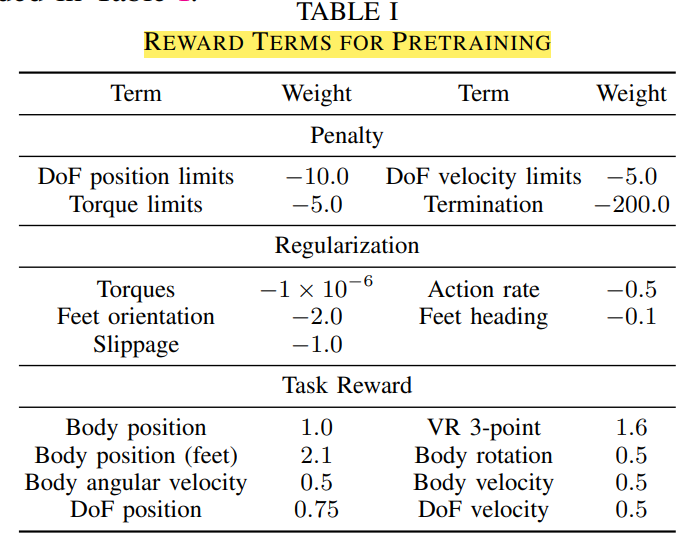 TABLE I
REWARD TERMS FOR PRETRAINING
Term Weight Term Weight
Penalty
DoF position limits −10.0 DoF velocity limits −5.0
Torque limits −5.0 Termination −200.0
Regularization
Torques −1 × 10⁻⁶ Action rate −0.5
Feet orientation −2.0 Feet heading −0.1
Slippage −1.0
Task Reward
Body position 1.0 VR 3-point 1.6
Body position (feet) 2.1 Body rotation 0.5
Body angular velocity 0.5 Body velocity 0.5
DoF position 0.75 DoF velocity 0.5